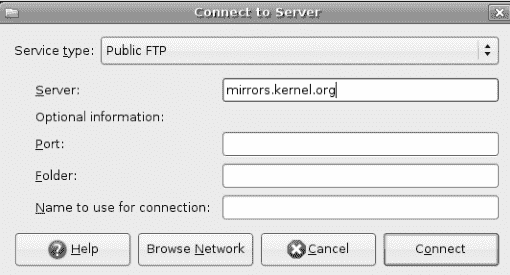 Connect to Server
Service type: Public FTP
Server: mirrors.kernel.org
Optional information:
Port:
Folder:
Name to use for connection:
Help Browse Network Cancel Connect